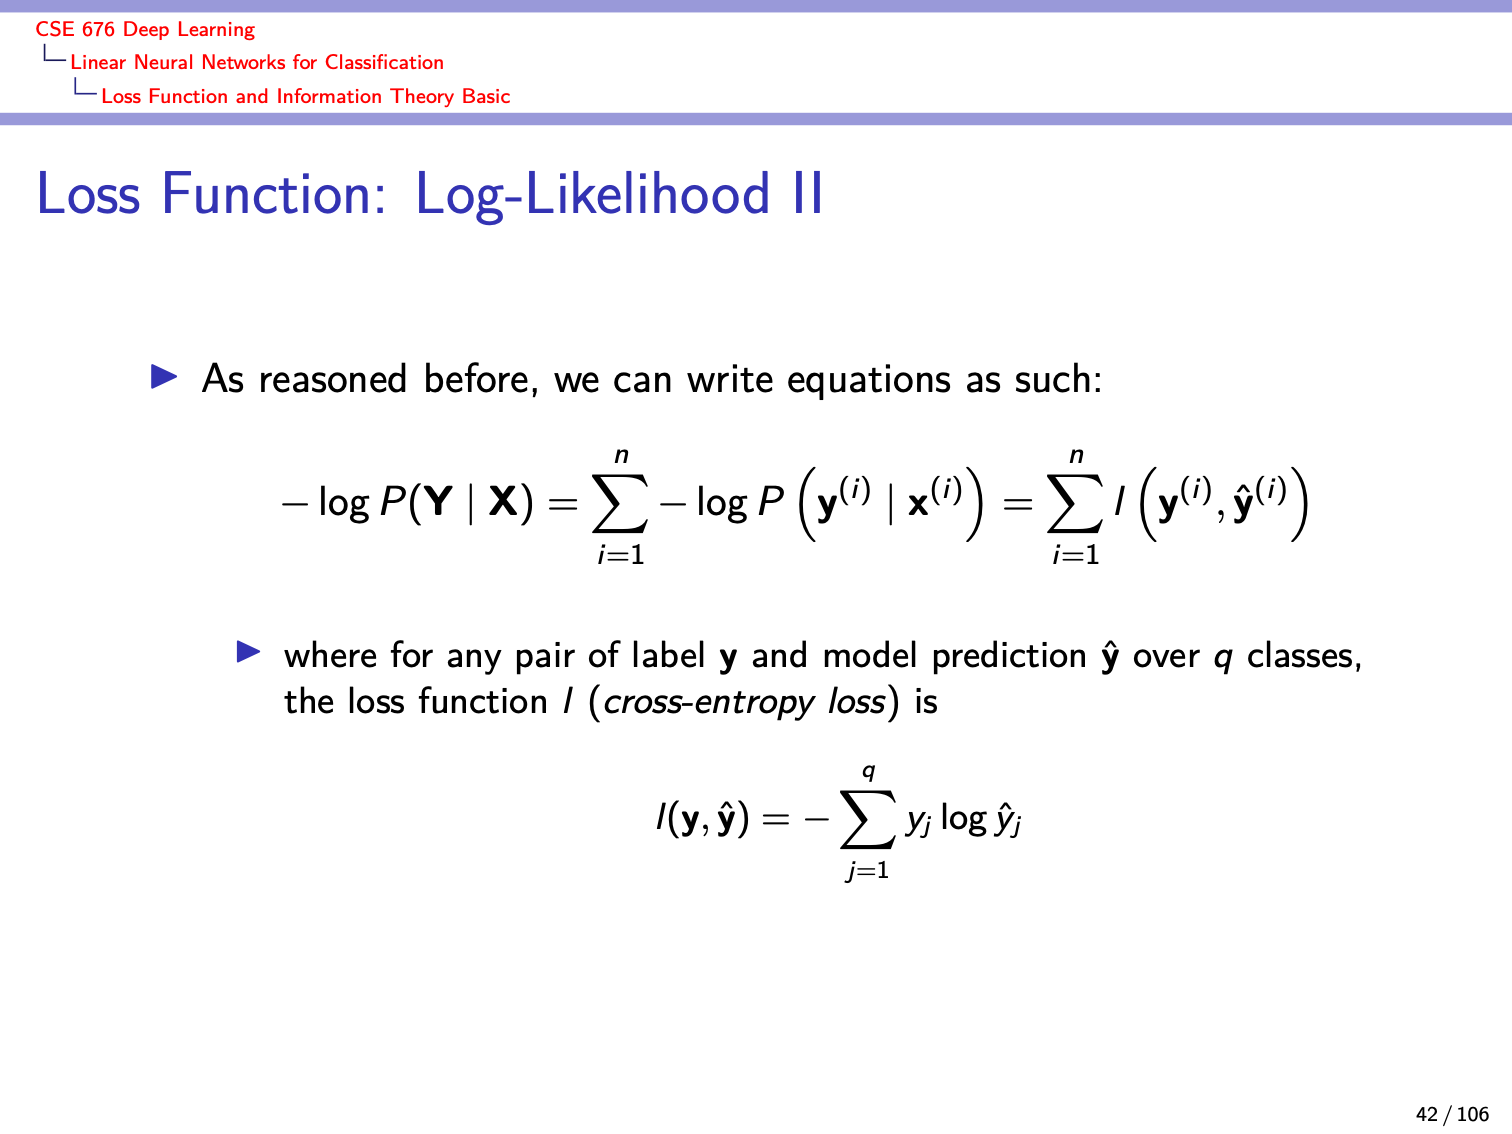 CSE 676 Deep Learning
Linear Neural Networks for Classification
Loss Function and Information Theory Basic
Loss Function: Log-Likelihood II
▶ As reasoned before, we can write equations as such:
$-\log P(\mathbf{Y} \mid \mathbf{X}) = \sum_{i=1}^{n} -\log P\left(\mathbf{y}^{(i)} \mid \mathbf{x}^{(i)}\right) = \sum_{i=1}^{n} l\left(\mathbf{y}^{(i)}, \hat{\mathbf{y}}^{(i)}\right)$
▶ where for any pair of label $\mathbf{y}$ and model prediction $\hat{\mathbf{y}}$ over $q$ classes,
the loss function $l$ (cross-entropy loss) is
$l(\mathbf{y}, \hat{\mathbf{y}}) = -\sum_{j=1}^{q} y_j \log \hat{y}_j$
42 / 106